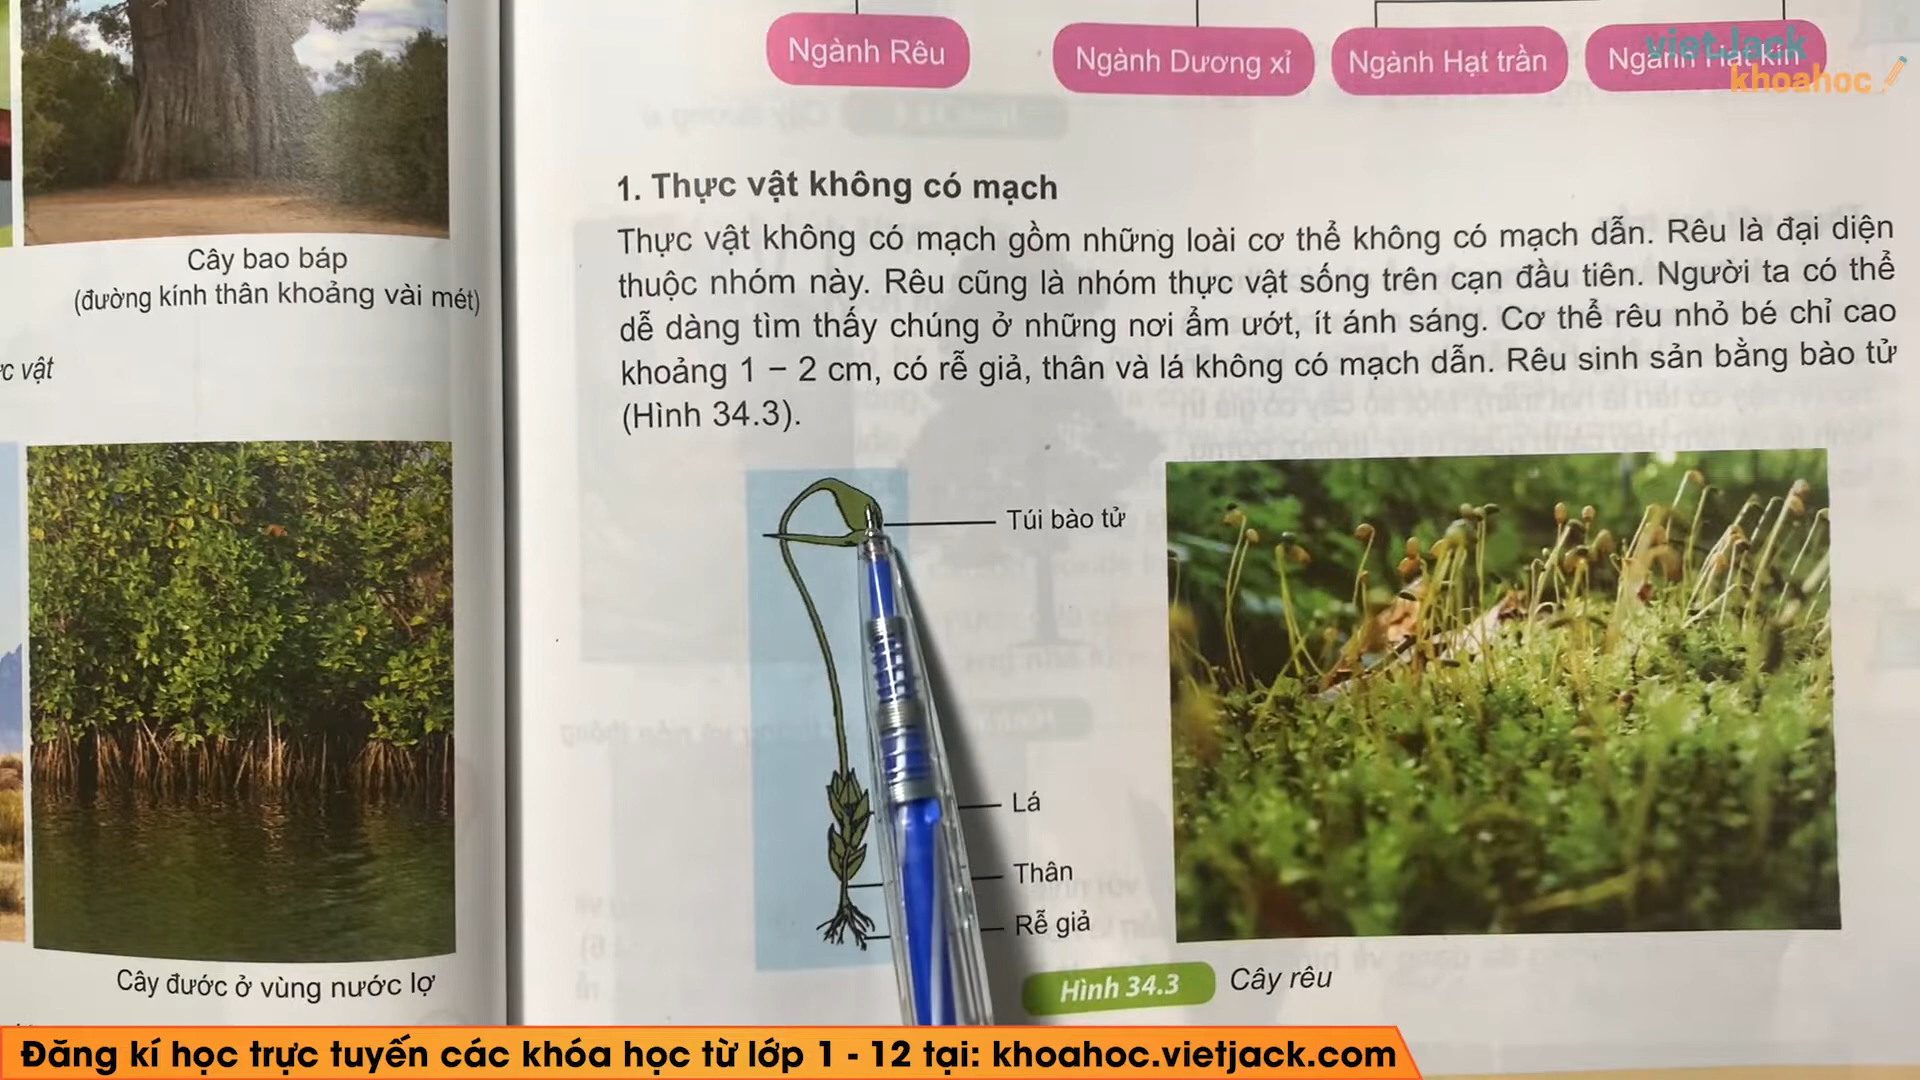 Cây bao báp
(đường kính thân khoảng vài mét)
vật
Cây đước ở vùng nước lợ
Ngành Rêu
Ngành Dương xỉ
Ngành Hạt trần
Ngành Hạt kín
vietJack
khoahoc
1. Thực vật không có mạch
Thực vật không có mạch gồm những loài cơ thể không có mạch dẫn. Rêu là đại diện
thuộc nhóm này. Rêu cũng là nhóm thực vật sống trên cạn đầu tiên. Người ta có thể
dễ dàng tìm thấy chúng ở những nơi ẩm ướt, ít ánh sáng. Cơ thể rêu nhỏ bé chỉ cao
khoảng 1 – 2 cm, có rễ giả, thân và lá không có mạch dẫn. Rêu sinh sản bằng bào tử
(Hình 34.3).
Túi bào tử
Lá
Thân
Rễ giả
Hình 34.3 Cây rêu
Đăng kí học trực tuyến các khóa học từ lớp 1 - 12 tại: khoahoc.vietjack.com